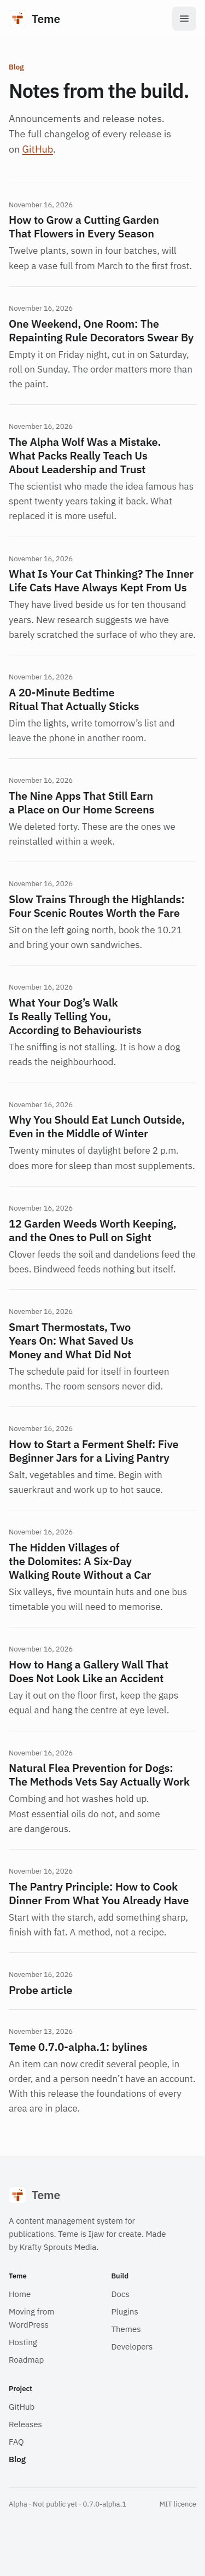 Teme
Blog
Notes from the build.
Announcements and release notes.
The full changelog of every release is
on GitHub.
November 16, 2026
How to Grow a Cutting Garden
That Flowers in Every Season
Twelve plants, sown in four batches, will
keep a vase full from March to the first frost.
November 16, 2026
One Weekend, One Room: The
Repainting Rule Decorators Swear By
Empty it on Friday night, cut in on Saturday,
roll on Sunday. The order matters more than
the paint.
November 16, 2026
The Alpha Wolf Was a Mistake.
What Packs Really Teach Us
About Leadership and Trust
The scientist who made the idea famous has
spent twenty years taking it back. What
replaced it is more useful.
November 16, 2026
What Is Your Cat Thinking? The Inner
Life Cats Have Always Kept From Us
They have lived beside us for ten thousand
years. New research suggests we have
barely scratched the surface of who they are.
November 16, 2026
A 20-Minute Bedtime
Ritual That Actually Sticks
Dim the lights, write tomorrow’s list and
leave the phone in another room.
November 16, 2026
The Nine Apps That Still Earn
a Place on Our Home Screens
We deleted forty. These are the ones we
reinstalled within a week.
November 16, 2026
Slow Trains Through the Highlands:
Four Scenic Routes Worth the Fare
Sit on the left going north, book the 10.21
and bring your own sandwiches.
November 16, 2026
What Your Dog’s Walk
Is Really Telling You,
According to Behaviourists
The sniffing is not stalling. It is how a dog
reads the neighbourhood.
November 16, 2026
Why You Should Eat Lunch Outside,
Even in the Middle of Winter
Twenty minutes of daylight before 2 p.m.
does more for sleep than most supplements.
November 16, 2026
12 Garden Weeds Worth Keeping,
and the Ones to Pull on Sight
Clover feeds the soil and dandelions feed the
bees. Bindweed feeds nothing but itself.
November 16, 2026
Smart Thermostats, Two
Years On: What Saved Us
Money and What Did Not
The schedule paid for itself in fourteen
months. The room sensors never did.
November 16, 2026
How to Start a Ferment Shelf: Five
Beginner Jars for a Living Pantry
Salt, vegetables and time. Begin with
sauerkraut and work up to hot sauce.
November 16, 2026
The Hidden Villages of
the Dolomites: A Six-Day
Walking Route Without a Car
Six valleys, five mountain huts and one bus
timetable you will need to memorise.
November 16, 2026
How to Hang a Gallery Wall That
Does Not Look Like an Accident
Lay it out on the floor first, keep the gaps
equal and hang the centre at eye level.
November 16, 2026
Natural Flea Prevention for Dogs:
The Methods Vets Say Actually Work
Combing and hot washes hold up.
Most essential oils do not, and some
are dangerous.
November 16, 2026
The Pantry Principle: How to Cook
Dinner From What You Already Have
Start with the starch, add something sharp,
finish with fat. A method, not a recipe.
November 16, 2026
Probe article
November 13, 2026
Teme 0.7.0-alpha.1: bylines
An item can now credit several people, in
order, and a person needn’t have an account.
With this release the foundations of every
area are in place.
Teme
A content management system for
publications. Teme is Ijaw for create. Made
by Krafty Sprouts Media.
Teme
Build
Home
Docs
Moving from
WordPress
Plugins
Hosting
Themes
Roadmap
Developers
Project
GitHub
Releases
FAQ
Blog
Alpha · Not public yet · 0.7.0-alpha.1
MIT licence